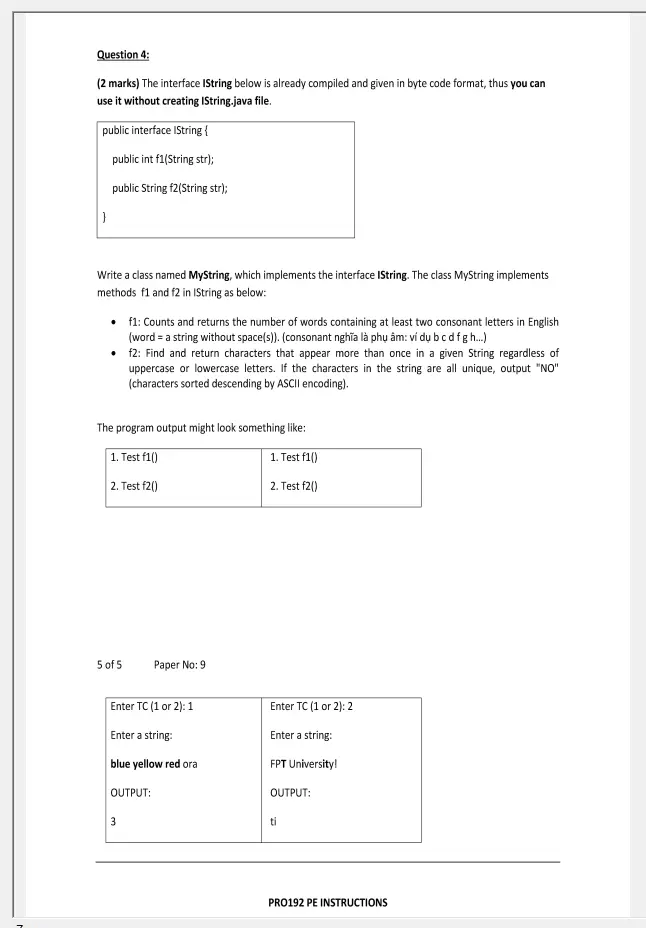 Question 4:
(2 marks) The interface IString below is already compiled and given in byte code format, thus you can
use it without creating IString.java file.
public interface IString {
public int f1(String str);
public String f2(String str);
}
Write a class named MyString, which implements the interface IString. The class MyString implements
methods f1 and f2 in IString as below:
• f1: Counts and returns the number of words containing at least two consonant letters in English
(word = a string without space(s)). (consonant nghĩa là phụ âm: ví dụ b c d f g h...)
• f2: Find and return characters that appear more than once in a given String regardless of
uppercase or lowercase letters. If the characters in the string are all unique, output "NO"
(characters sorted descending by ASCII encoding).
The program output might look something like:
1. Test f1()
2. Test f2()
1. Test f1()
2. Test f2()
5 of 5 Paper No: 9
Enter TC (1 or 2): 1
Enter a string:
blue yellow red ora
OUTPUT:
3
Enter TC (1 or 2): 2
Enter a string:
FPT University!
OUTPUT:
ti
PRO192 PE INSTRUCTIONS